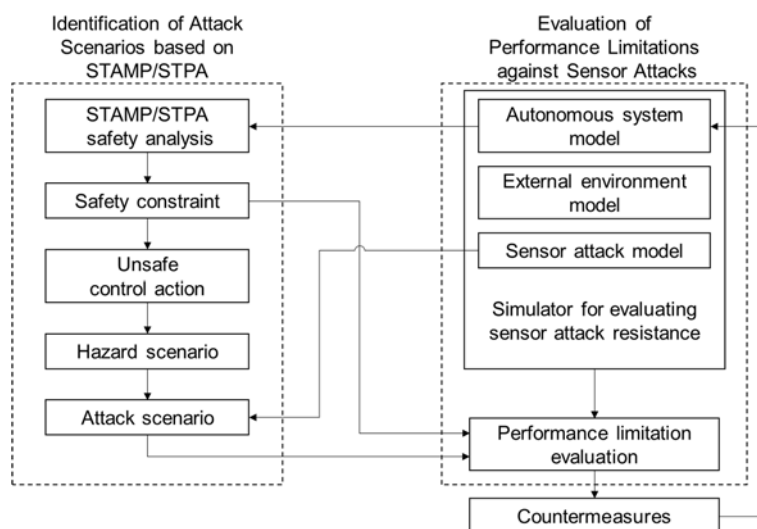 Identification of Attack
Scenarios based on
STAMP/STPA
STAMP/STPA
safety analysis
Safety constraint
Unsafe
control action
Hazard scenario
Attack scenario
Evaluation of
Performance Limitations
against Sensor Attacks
Autonomous system
model
External environment
model
Sensor attack model
Simulator for evaluating
sensor attack resistance
Performance limitation
evaluation
Countermeasures